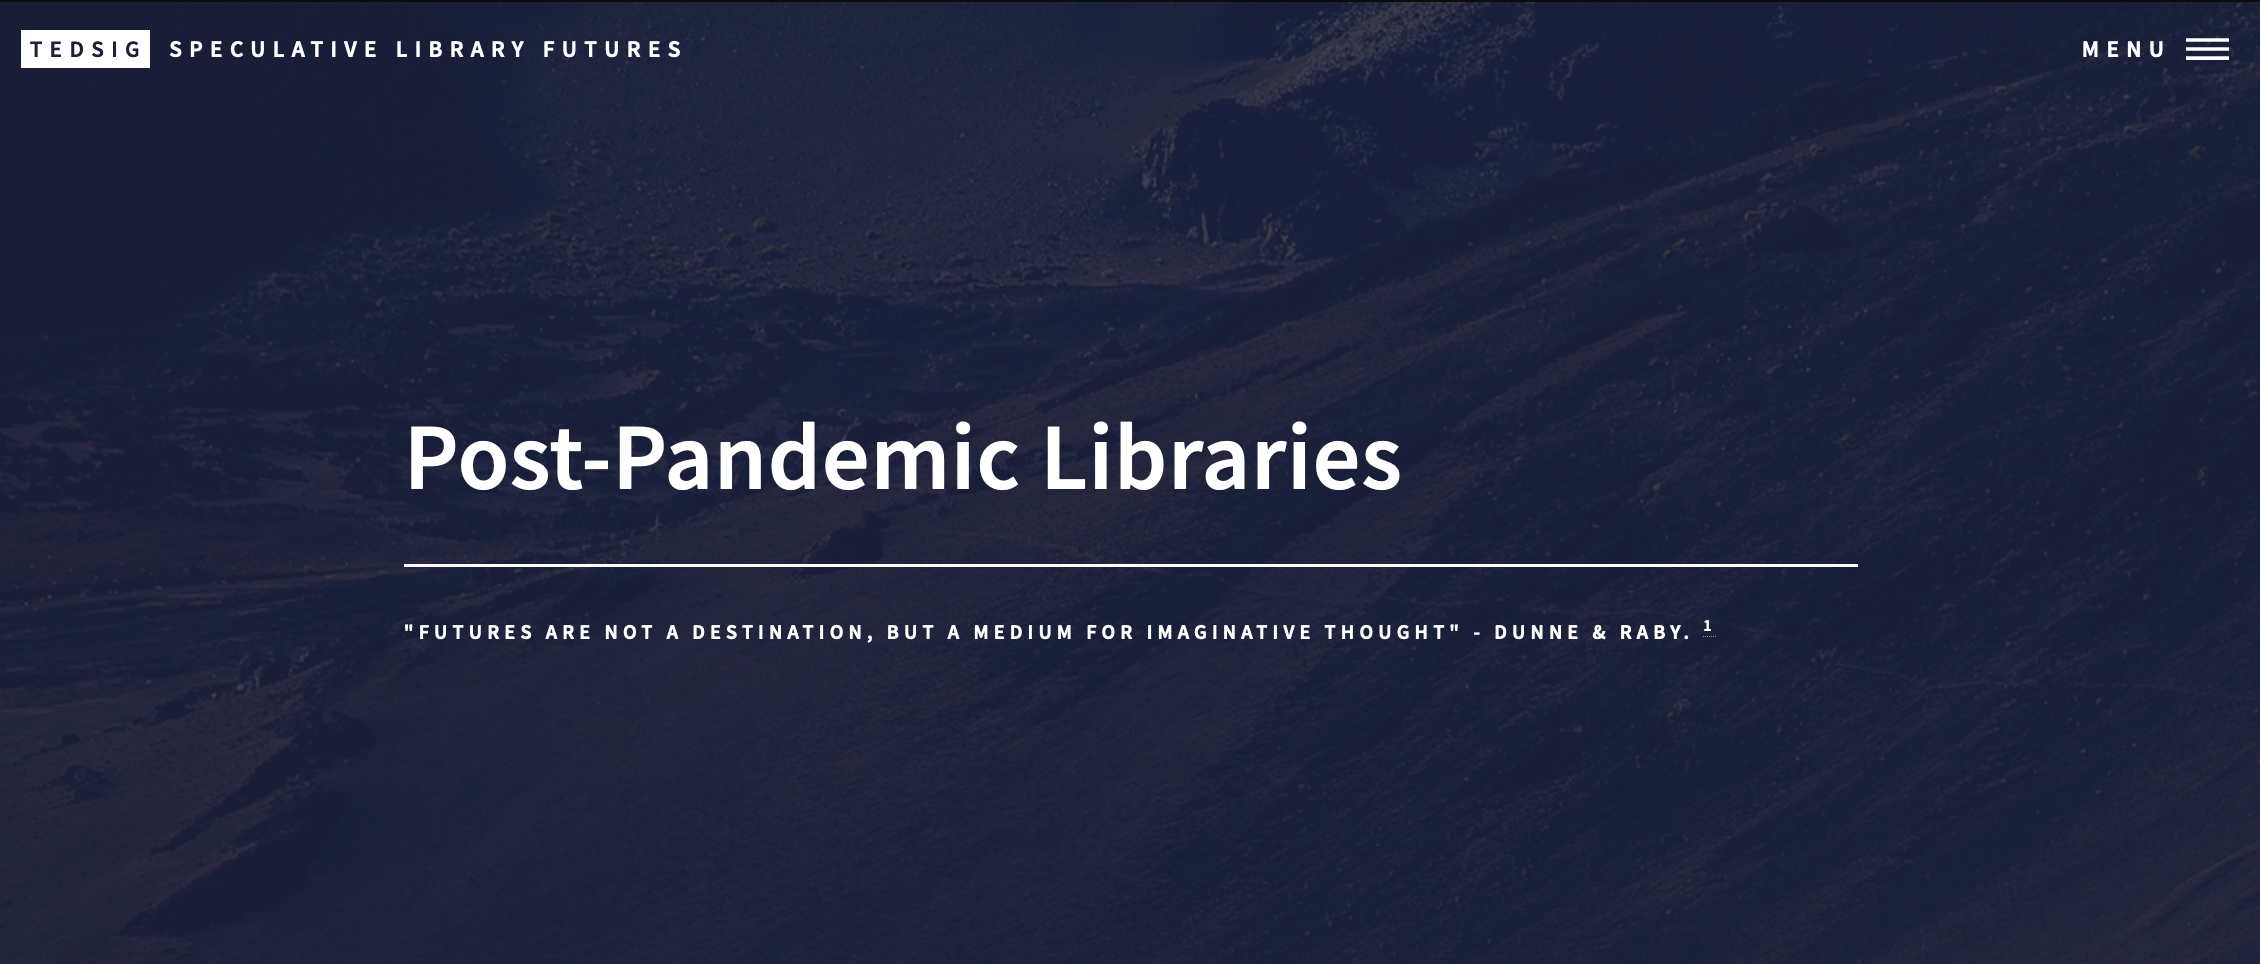 TEDSIG SPECULATIVE LIBRARY FUTURES
MENU
Post-Pandemic Libraries
"FUTURES ARE NOT A DESTINATION, BUT A MEDIUM FOR IMAGINATIVE THOUGHT" - DUNNE & RABY. 1